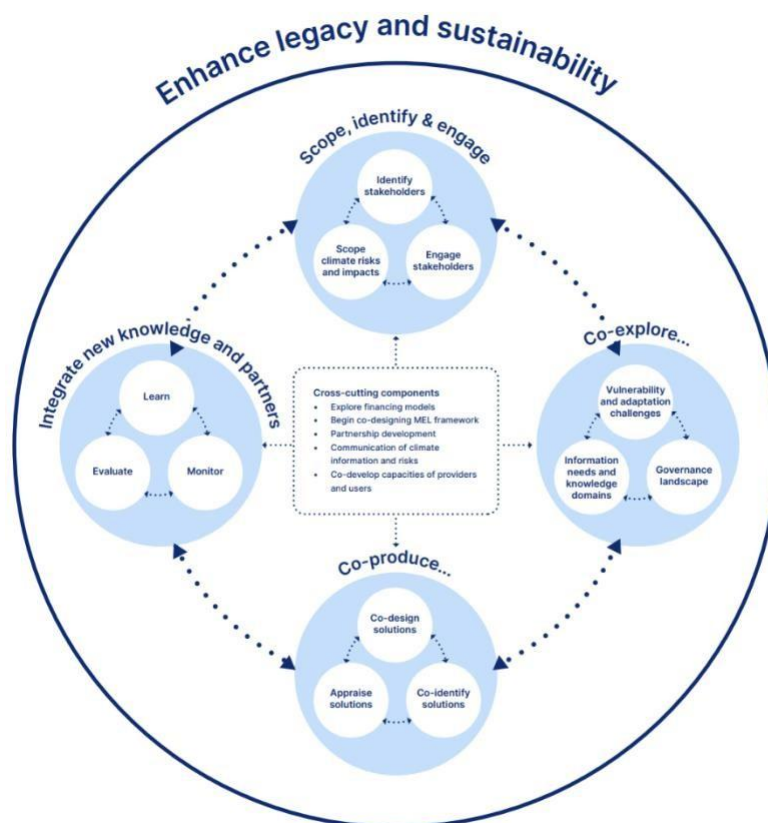 Enhance legacy and sustainability
Scope, identify & engage
Identify
stakeholders
Scope
climate risks
and impacts
Engage
stakeholders
Integrate new knowledge and partners
Learn
Evaluate
Monitor
Cross-cutting components
• Explore financing models
• Begin co-designing MEL framework
• Partnership development
• Communication of climate
information and risks
• Co-develop capacities of providers
and users
Co-explore...
Vulnerability
and adaptation
challenges
Information
needs and
knowledge
domains
Governance
landscape
Co-produce...
Co-design
solutions
Appraise
solutions
Co-identify
solutions